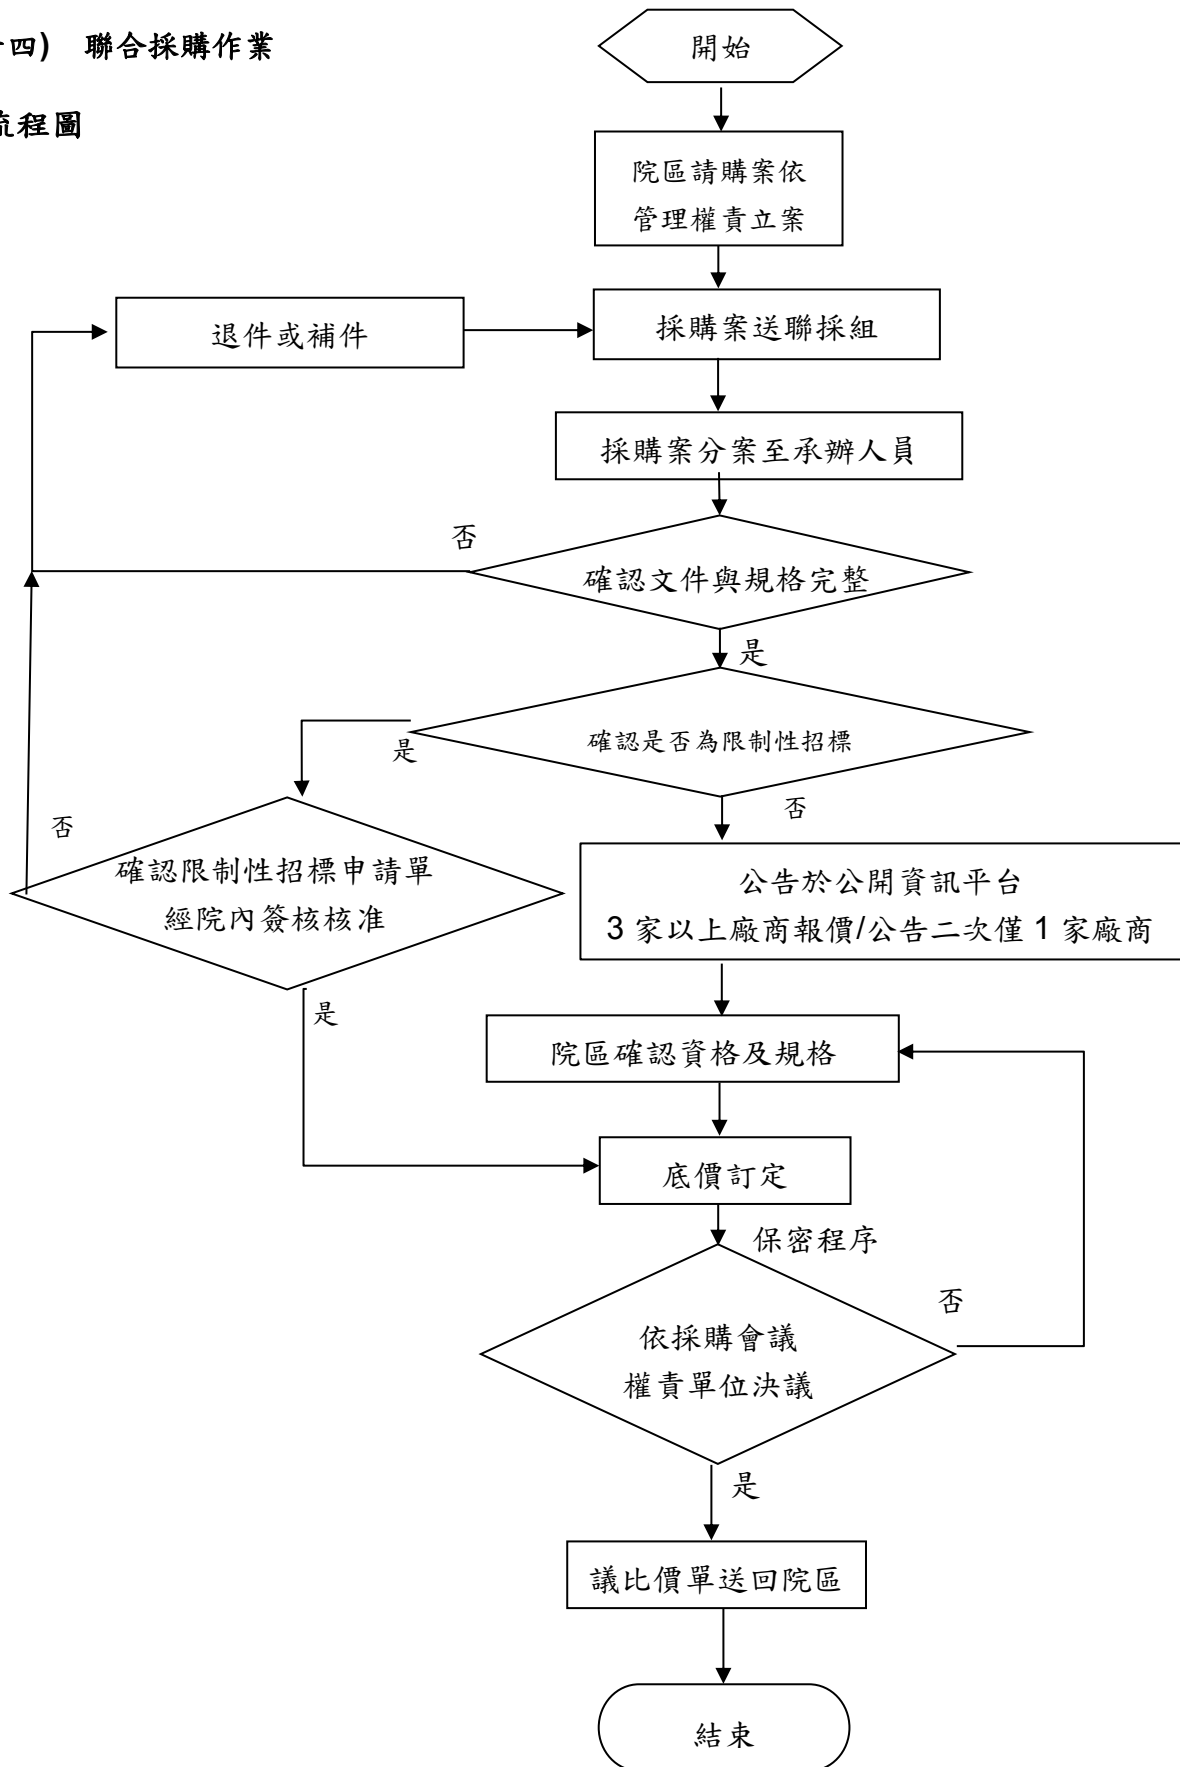 四) 聯合採購作業
流程圖
開始
院區請購案依
管理權責立案
退件或補件
採購案送聯採組
採購案分案至承辦人員
否
確認文件與規格完整
是
確認是否為限制性招標
是
否
否
確認限制性招標申請單
經院內簽核核准
公告於公開資訊平台
3 家以上廠商報價/公告二次僅 1 家廠商
是
院區確認資格及規格
底價訂定
保密程序
否
依採購會議
權責單位決議
是
議比價單送回院區
結束